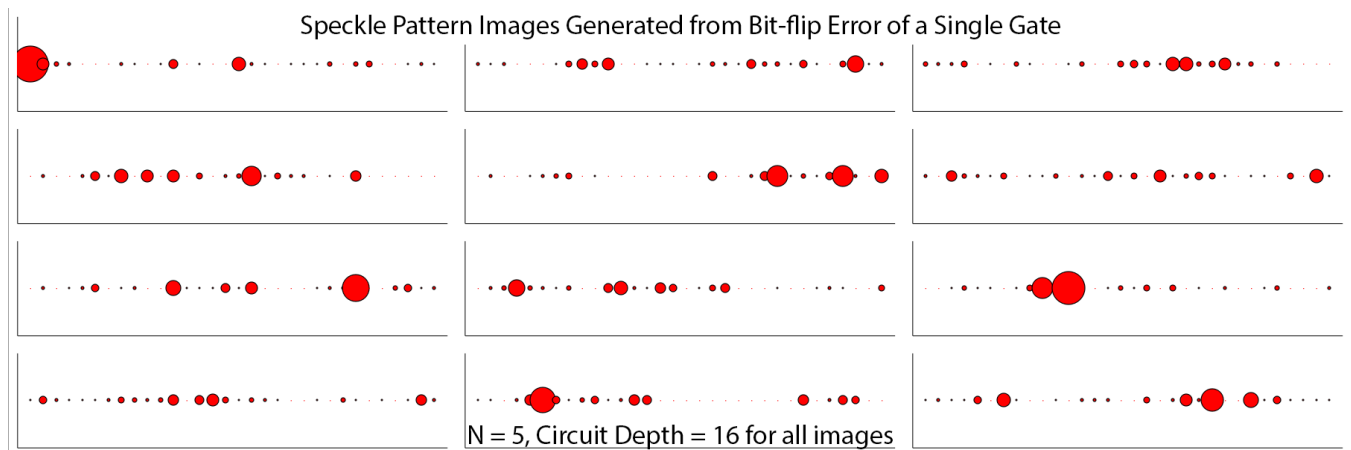 Speckle Pattern Images Generated from Bit-flip Error of a Single Gate
N = 5, Circuit Depth = 16 for all images